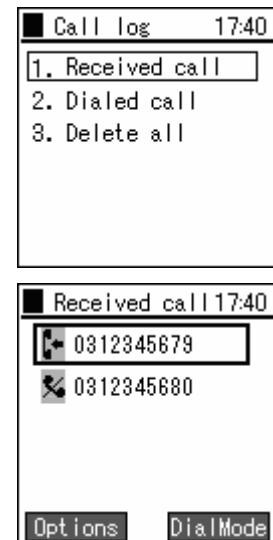 Call log 17:40
1. Received call
2. Dialed call
3. Delete all
Received call 17:40
0312345679
0312345680
Options DialMode